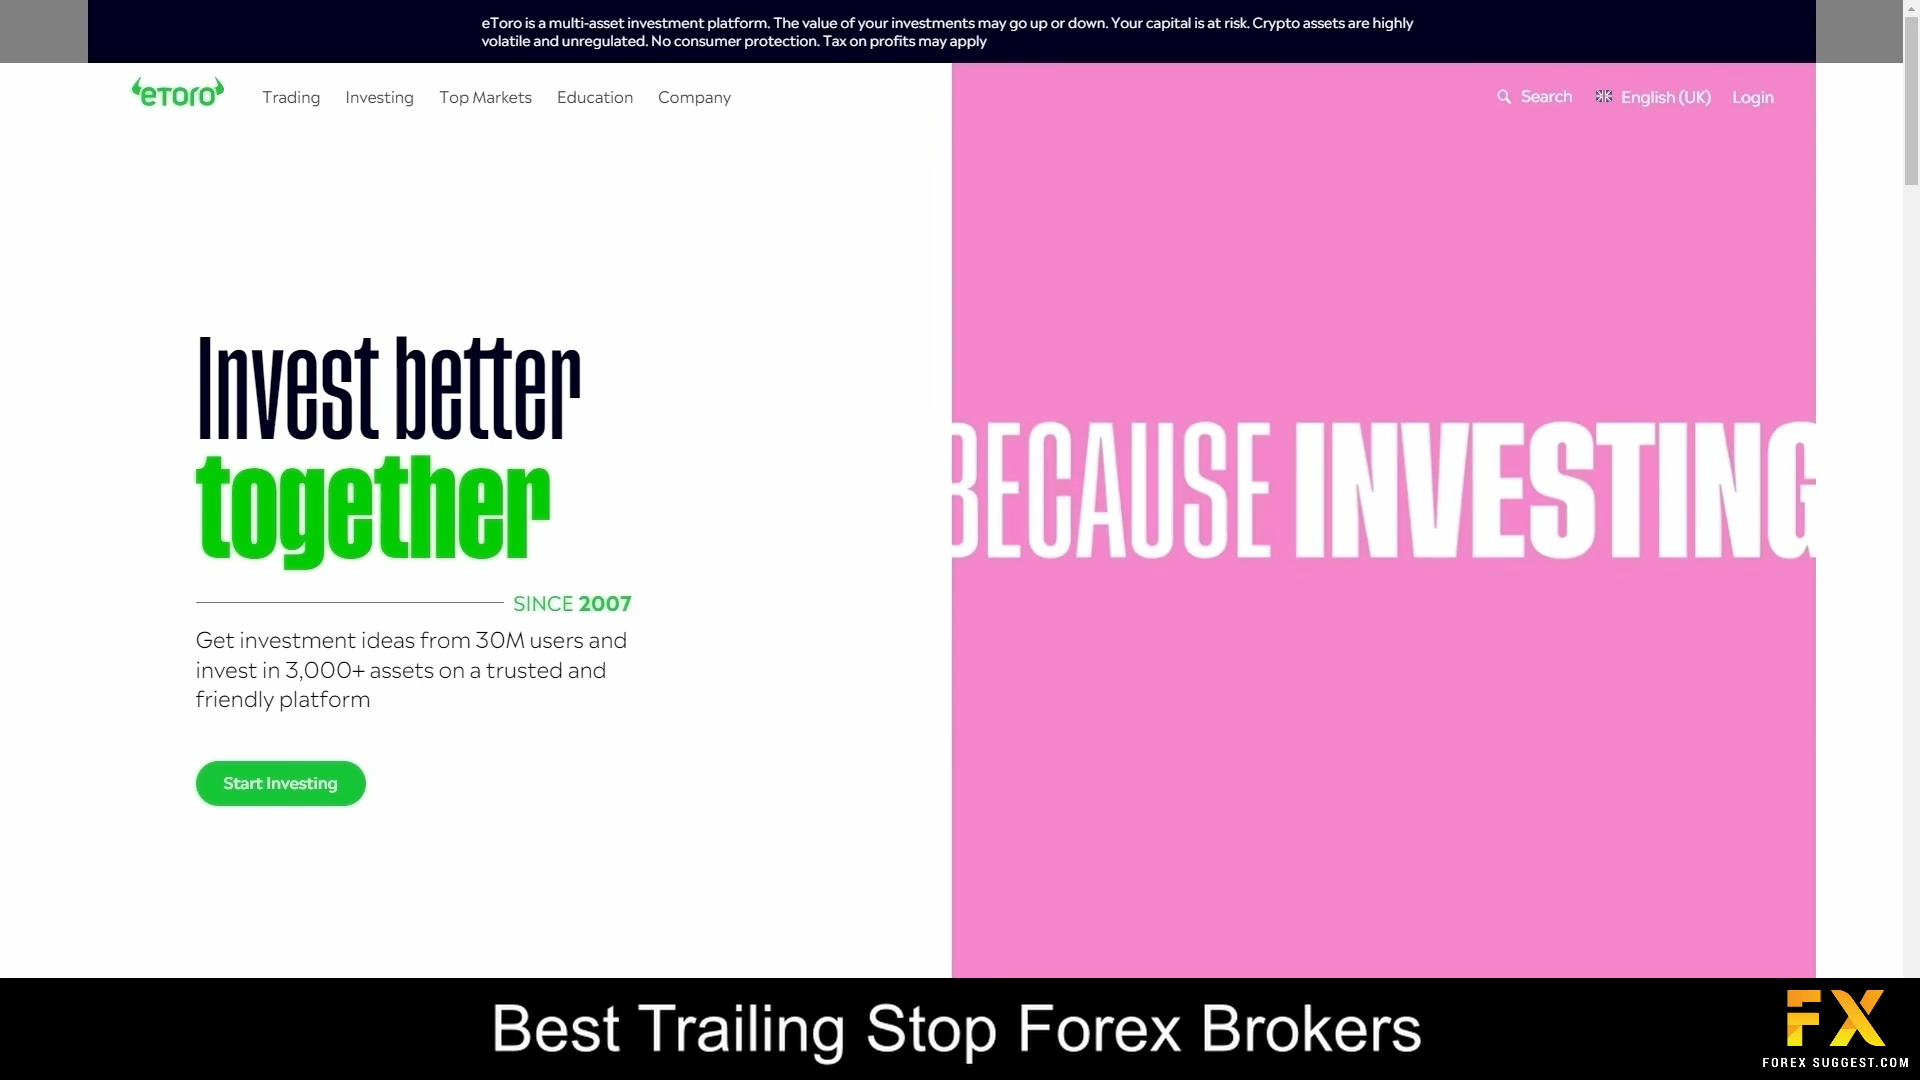 eToro is a multi-asset investment platform. The value of your investments may go up or down. Your capital is at risk. Crypto assets are highly
volatile and unregulated. No consumer protection. Tax on profits may apply
eTORO Trading Investing Top Markets Education Company Search English (UK) Login
Invest better
together
SINCE 2007
Get investment ideas from 30M users and
invest in 3,000+ assets on a trusted and
friendly platform
Start Investing
BECAUSE INVESTING
Best Trailing Stop Forex Brokers
FX
FOREX SUGGEST.COM